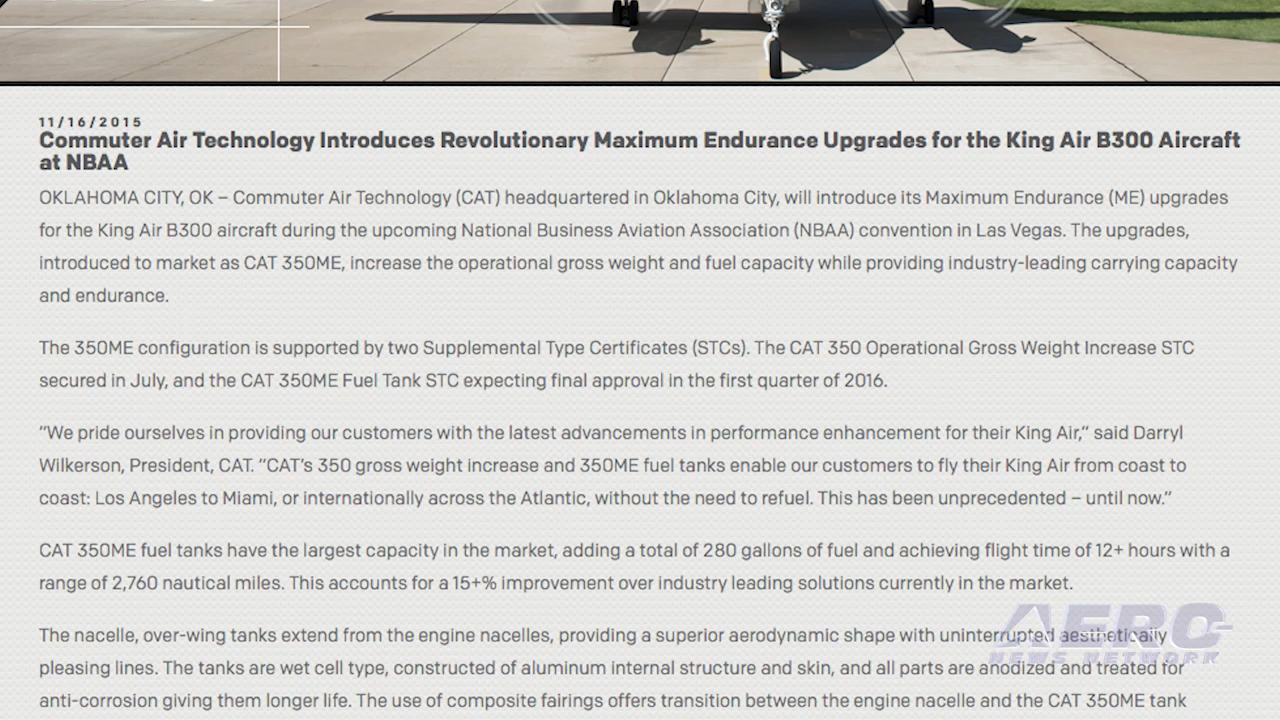 11/16/2015
Commuter Air Technology Introduces Revolutionary Maximum Endurance Upgrades for the King Air B300 Aircraft
at NBAA
OKLAHOMA CITY, OK – Commuter Air Technology (CAT) headquartered in Oklahoma City, will introduce its Maximum Endurance (ME) upgrades
for the King Air B300 aircraft during the upcoming National Business Aviation Association (NBAA) convention in Las Vegas. The upgrades,
introduced to market as CAT 350ME, increase the operational gross weight and fuel capacity while providing industry-leading carrying capacity
and endurance.
The 350ME configuration is supported by two Supplemental Type Certificates (STCs). The CAT 350 Operational Gross Weight Increase STC
secured in July, and the CAT 350ME Fuel Tank STC expecting final approval in the first quarter of 2016.
“We pride ourselves in providing our customers with the latest advancements in performance enhancement for their King Air,” said Darryl
Wilkerson, President, CAT. “CAT’s 350 gross weight increase and 350ME fuel tanks enable our customers to fly their King Air from coast to
coast: Los Angeles to Miami, or internationally across the Atlantic, without the need to refuel. This has been unprecedented – until now.”
CAT 350ME fuel tanks have the largest capacity in the market, adding a total of 280 gallons of fuel and achieving flight time of 12+ hours with a
range of 2,760 nautical miles. This accounts for a 15+% improvement over industry leading solutions currently in the market.
The nacelle, over-wing tanks extend from the engine nacelles, providing a superior aerodynamic shape with uninterrupted aesthetically
pleasing lines. The tanks are wet cell type, constructed of aluminum internal structure and skin, and all parts are anodized and treated for
anti-corrosion giving them longer life. The use of composite fairings offers transition between the engine nacelle and the CAT 350ME tank
AERO
NEWS NETWORK